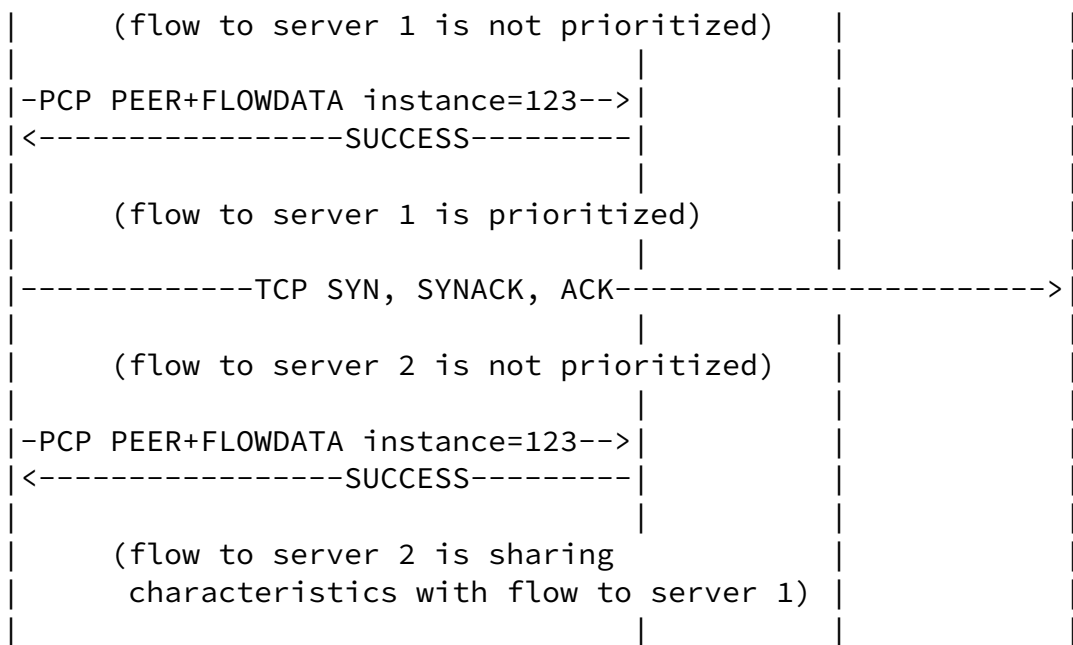 |     (flow to server 1 is not prioritized)   |            |
|                                  |          |            |
|-PCP PEER+FLOWDATA instance=123-->|          |            |
|<-----------------SUCCESS---------|          |            |
|                                  |          |            |
|     (flow to server 1 is prioritized)       |            |
|                                  |          |            |
|-------------TCP SYN, SYNACK, ACK------------------------>|
|                                  |          |            |
|     (flow to server 2 is not prioritized)   |            |
|                                  |          |            |
|-PCP PEER+FLOWDATA instance=123-->|          |            |
|<-----------------SUCCESS---------|          |            |
|                                  |          |            |
|     (flow to server 2 is sharing            |            |
|      characteristics with flow to server 1) |            |
|                                  |          |            |